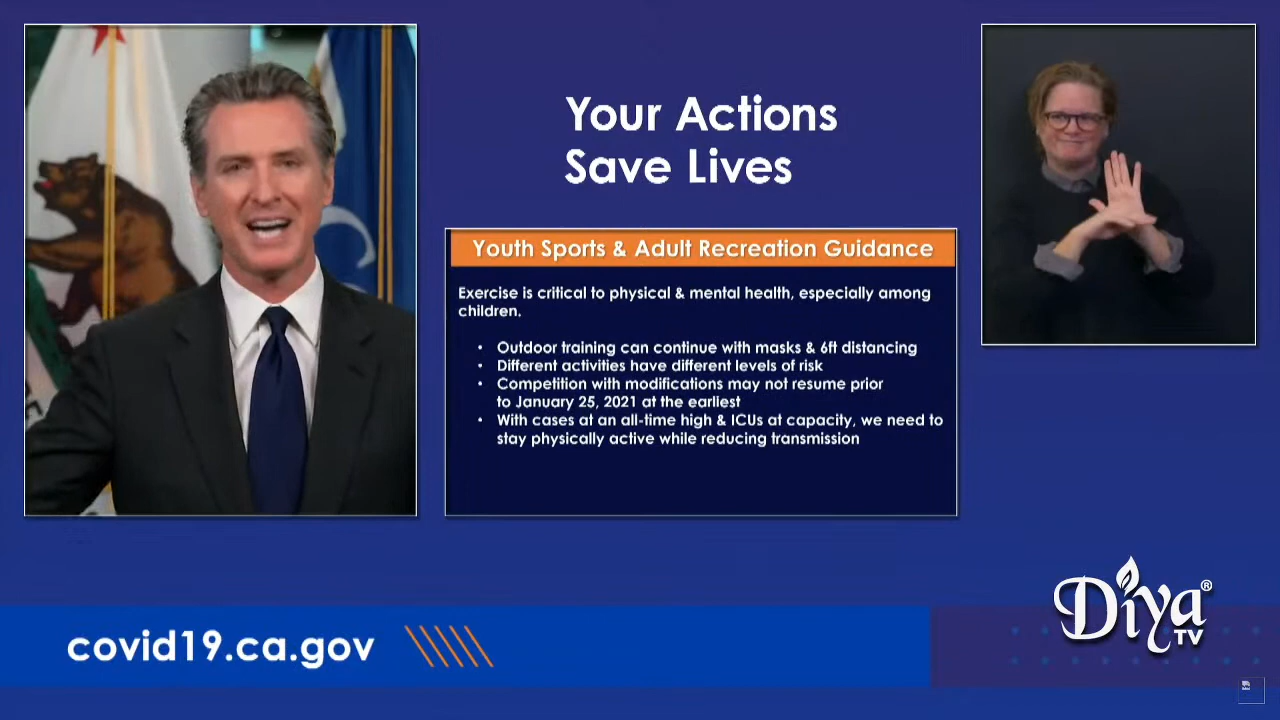 Your Actions
Save Lives
Youth Sports & Adult Recreation Guidance
Exercise is critical to physical & mental health, especially among
children.
• Outdoor training can continue with masks & 6ft distancing
• Different activities have different levels of risk
• Competition with modifications may not resume prior
to January 25, 2021 at the earliest
• With cases at an all-time high & ICUs at capacity, we need to
stay physically active while reducing transmission
covid19.ca.gov
Diya®
TV